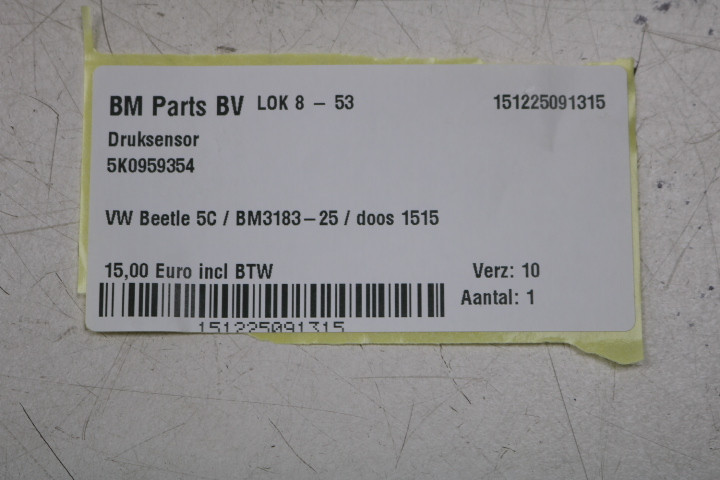 BM Parts BV LOK 8 – 53 151225091315
Druksensor
5K0959354
VW Beetle 5C / BM3183–25 / doos 1515
15,00 Euro incl BTW Verz: 10
Aantal: 1
151225091315